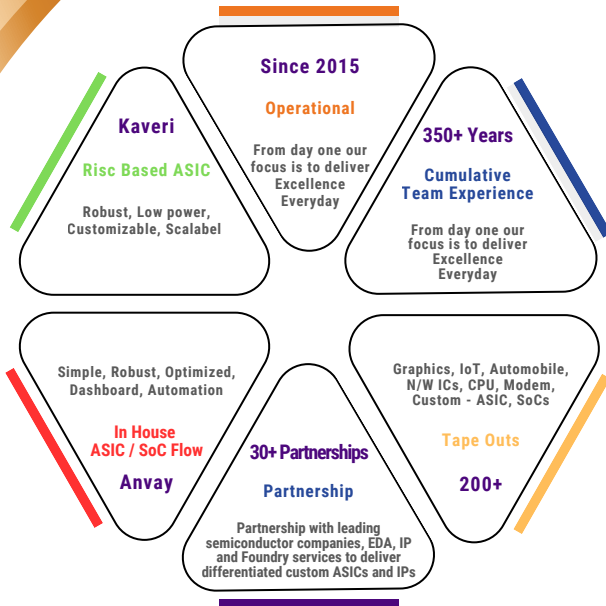 Since 2015
Operational
From day one our
focus is to deliver
Excellence
Everyday
Kaveri
Risc Based ASIC
Robust, Low power,
Customizable, Scalabel
350+ Years
Cumulative
Team Experience
From day one our
focus is to deliver
Excellence
Everyday
Simple, Robust, Optimized,
Dashboard, Automation
In House
ASIC / SoC Flow
Anvay
30+ Partnerships
Partnership
Partnership with leading
semiconductor companies, EDA, IP
and Foundry services to deliver
differentiated custom ASICs and IPs
Graphics, IoT, Automobile,
N/W ICs, CPU, Modem,
Custom - ASIC, SoCs
Tape Outs
200+